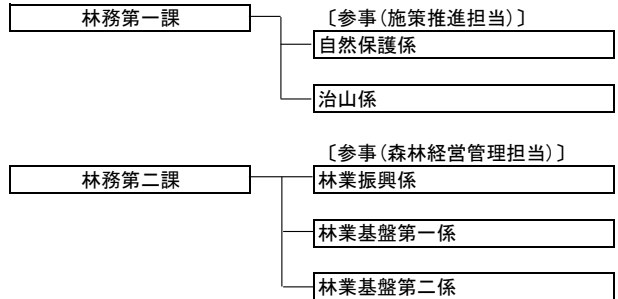 林務第一課
〔参事(施策推進担当)〕
自然保護係
治山係
〔参事(森林経営管理担当)〕
林務第二課
林業振興係
林業基盤第一係
林業基盤第二係